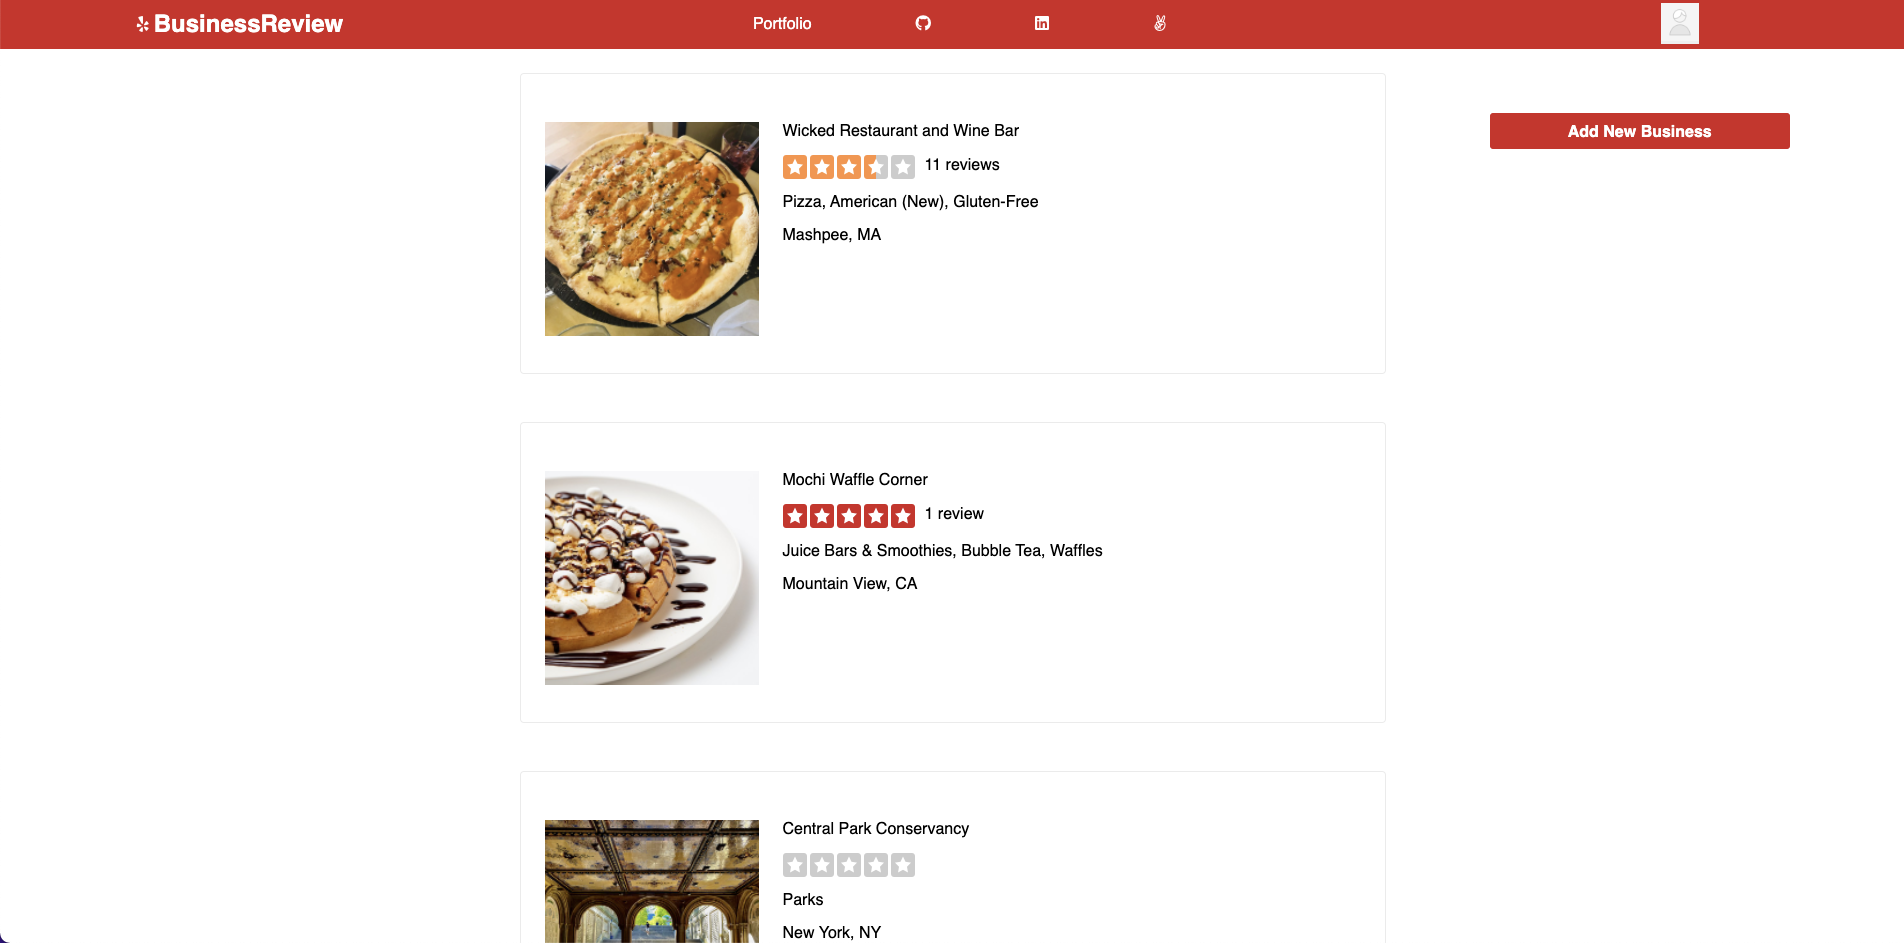 BusinessReview
Portfolio
Wicked Restaurant and Wine Bar
11 reviews
Pizza, American (New), Gluten-Free
Mashpee, MA
Add New Business
Mochi Waffle Corner
1 review
Juice Bars & Smoothies, Bubble Tea, Waffles
Mountain View, CA
Central Park Conservancy
Parks
New York, NY